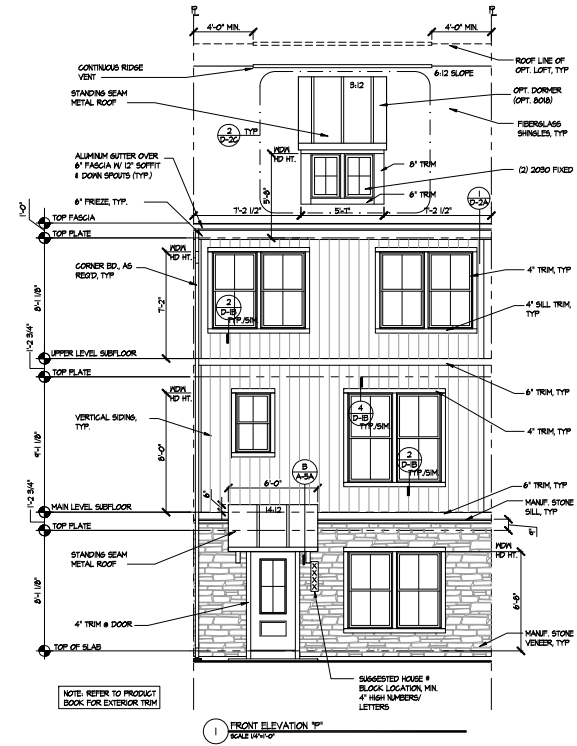 4'-0" MIN.
4'-0" MIN.
ROOF LINE OF
OPT. LOFT, TYP
CONTINUOUS RIDGE
VENT
6:12 SLOPE
STANDING SEAM
METAL ROOF
3:12
OPT. DORMER
(OPT. 8018)
2
D-2C
TYP
FIBERGLASS
SHINGLES, TYP
ALUMINUM GUTTER OVER
6" FASCIA W/ 12" SOFFIT
& DOWN SPOUTS (TYP.)
WDW
HD HT.
8" TRIM
(2) 2030 FIXED
5'-8"
6" TRIM
1
D-2A
6" FRIEZE, TYP.
1'-0"
7'-2 1/2"
5'-7"
7'-2 1/2"
TOP FASCIA
TOP PLATE
WDW
HD HT.
CORNER BD., AS
REQ'D, TYP
4" TRIM, TYP
8'-1 1/8"
7'-2"
2
D-1B
TYP./SIM.
4" SILL TRIM,
TYP
1'-2 3/4"
UPPER LEVEL SUBFLOOR
TOP PLATE
WDW
HD HT.
6" TRIM, TYP
4
D-1B
TYP./SIM.
VERTICAL SIDING,
TYP.
4" TRIM, TYP
9'-1 1/8"
8'-0"
2
D-1B
TYP./SIM.
B
A-3A
6'-0"
6"
6" TRIM, TYP
1'-2 3/4"
14:12
MANUF. STONE
SILL, TYP
MAIN LEVEL SUBFLOOR
TOP PLATE
6"
STANDING SEAM
METAL ROOF
WDW
HD HT.
XXXX
8'-1 1/8"
6'-8"
4" TRIM @ DOOR
MANUF. STONE
VENEER, TYP
TOP OF SLAB
NOTE: REFER TO PRODUCT
BOOK FOR EXTERIOR TRIM
SUGGESTED HOUSE #
BLOCK LOCATION, MIN.
4" HIGH NUMBERS/
LETTERS
1
FRONT ELEVATION "P"
SCALE 1/4"=1'-0"